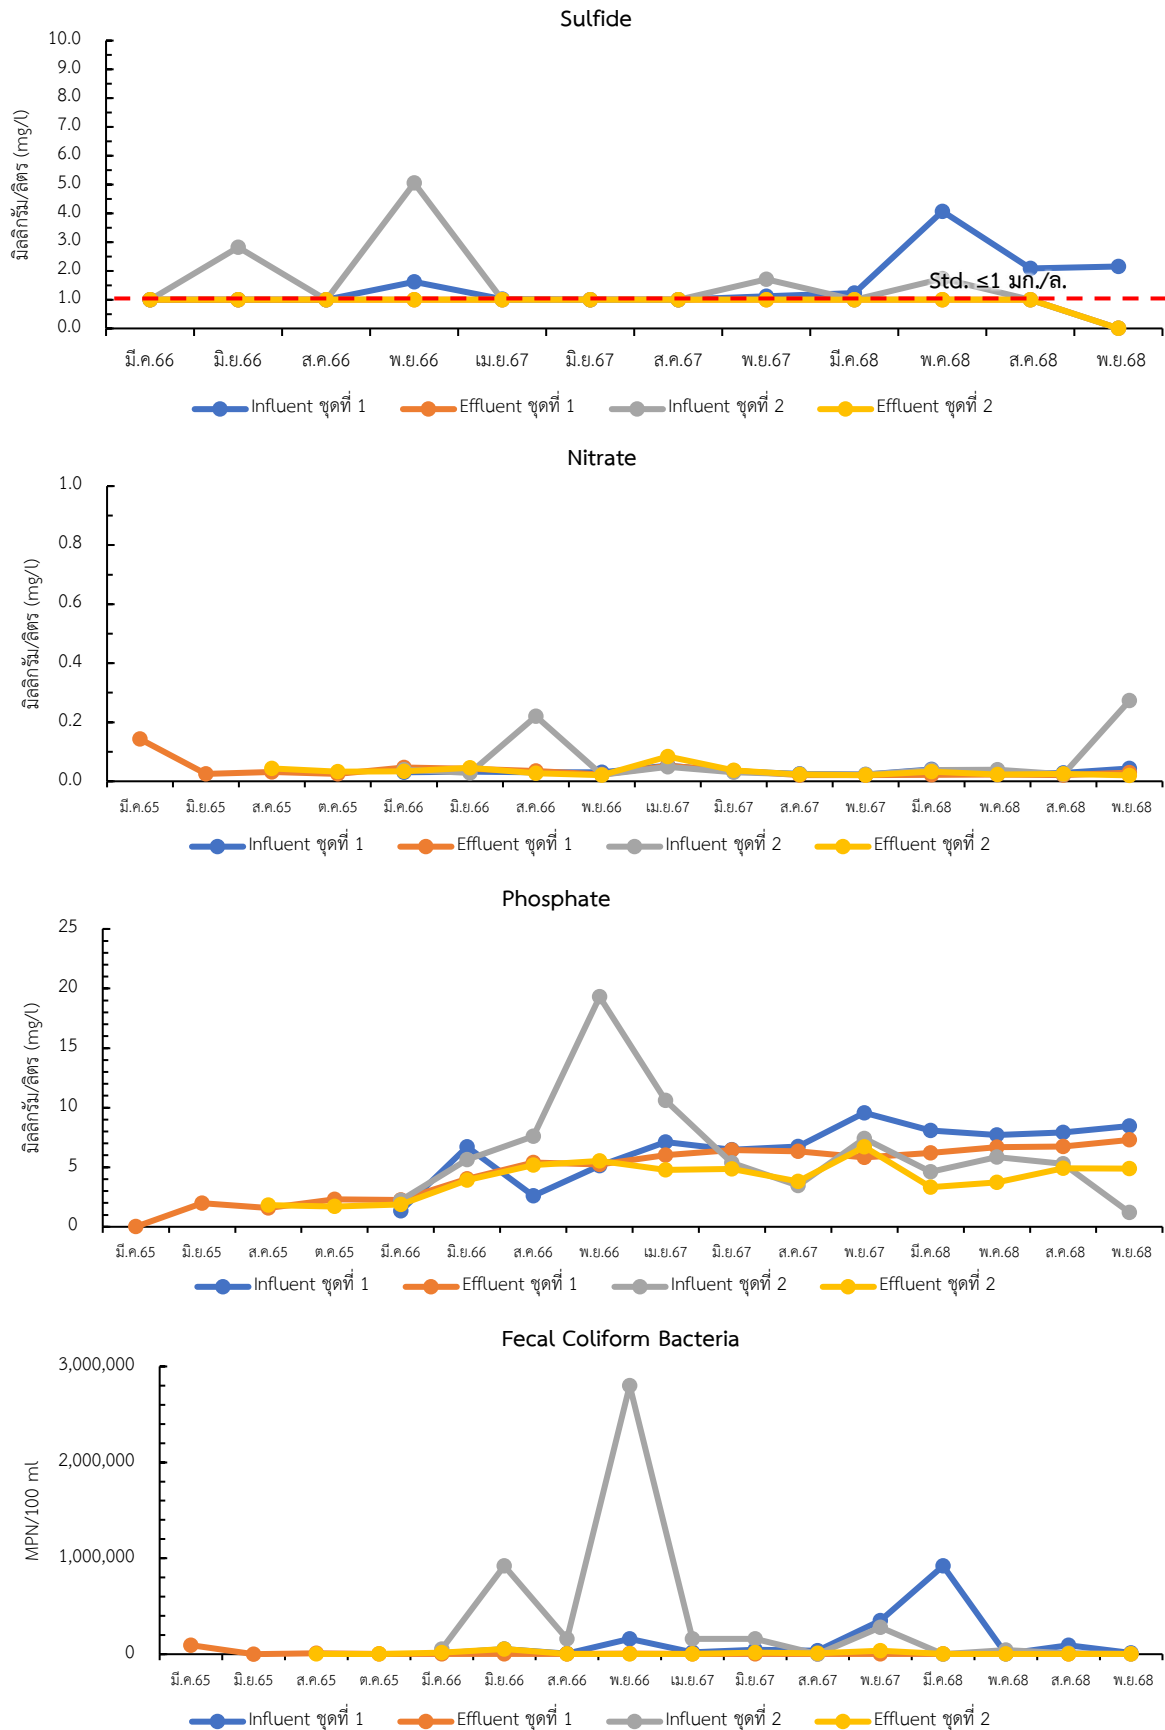 Sulfide
มิลลิกรัม/ลิตร (mg/l)
10.0
9.0
8.0
7.0
6.0
5.0
4.0
3.0
2.0
1.0
0.0
Std. ≤1 มก./ล.
มี.ค.66 มิ.ย.66 ส.ค.66 พ.ย.66 เม.ย.67 มิ.ย.67 ส.ค.67 พ.ย.67 มี.ค.68 พ.ค.68 ส.ค.68 พ.ย.68
Influent ชุดที่ 1 Effluent ชุดที่ 1 Influent ชุดที่ 2 Effluent ชุดที่ 2
Nitrate
มิลลิกรัม/ลิตร (mg/l)
1.0
0.8
0.6
0.4
0.2
0.0
มี.ค.65 มิ.ย.65 ส.ค.65 ต.ค.65 มี.ค.66 มิ.ย.66 ส.ค.66 พ.ย.66 เม.ย.67 มิ.ย.67 ส.ค.67 พ.ย.67 มี.ค.68 พ.ค.68 ส.ค.68 พ.ย.68
Influent ชุดที่ 1 Effluent ชุดที่ 1 Influent ชุดที่ 2 Effluent ชุดที่ 2
Phosphate
มิลลิกรัม/ลิตร (mg/l)
25
20
15
10
5
0
มี.ค.65 มิ.ย.65 ส.ค.65 ต.ค.65 มี.ค.66 มิ.ย.66 ส.ค.66 พ.ย.66 เม.ย.67 มิ.ย.67 ส.ค.67 พ.ย.67 มี.ค.68 พ.ค.68 ส.ค.68 พ.ย.68
Influent ชุดที่ 1 Effluent ชุดที่ 1 Influent ชุดที่ 2 Effluent ชุดที่ 2
Fecal Coliform Bacteria
MPN/100 ml
3,000,000
2,000,000
1,000,000
0
มี.ค.65 มิ.ย.65 ส.ค.65 ต.ค.65 มี.ค.66 มิ.ย.66 ส.ค.66 พ.ย.66 เม.ย.67 มิ.ย.67 ส.ค.67 พ.ย.67 มี.ค.68 พ.ค.68 ส.ค.68 พ.ย.68
Influent ชุดที่ 1 Effluent ชุดที่ 1 Influent ชุดที่ 2 Effluent ชุดที่ 2